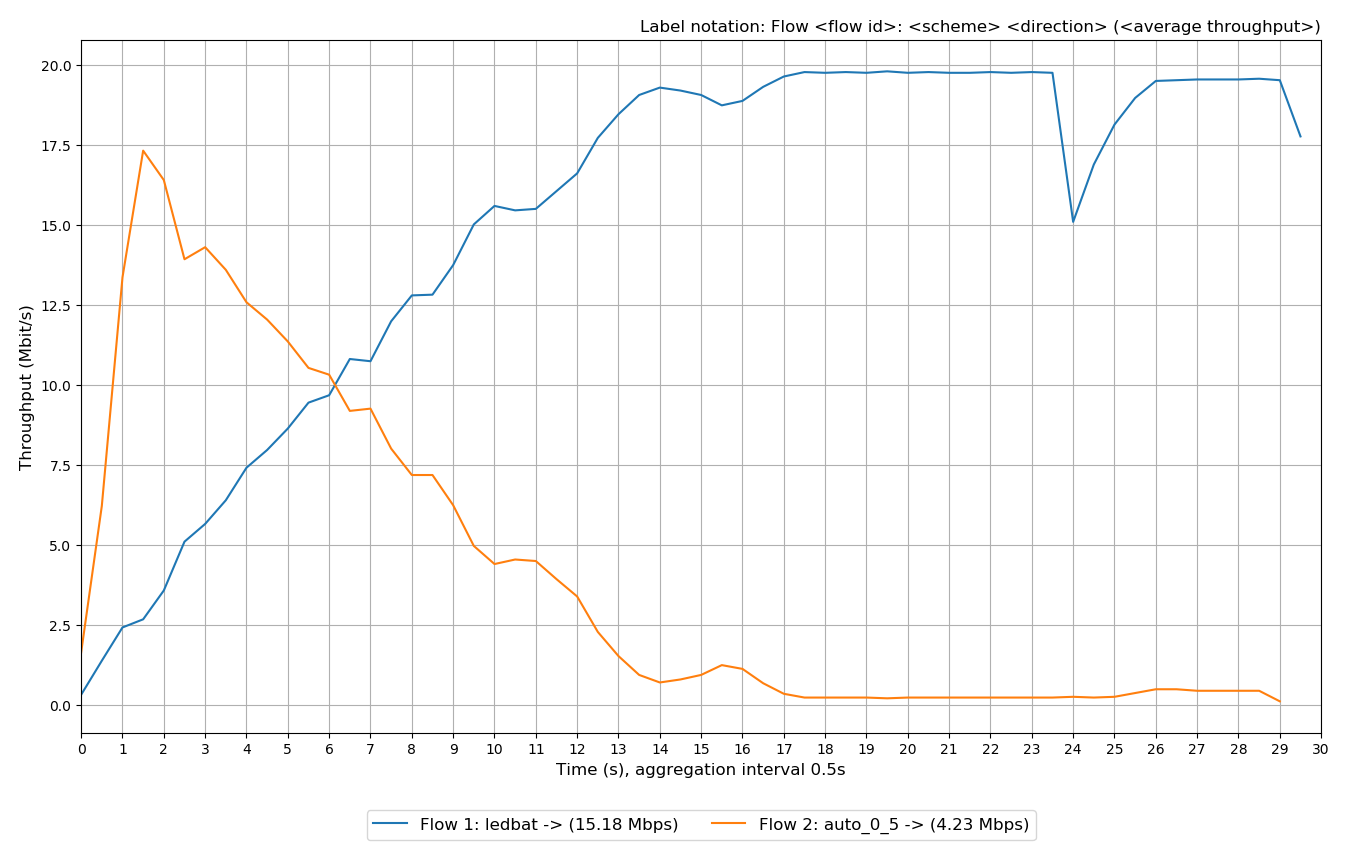 Label notation: Flow <flow id>: <scheme> <direction> (<average throughput>)
20.0
17.5
15.0
12.5
10.0
7.5
5.0
2.5
0.0
Throughput (Mbit/s)
0 1 2 3 4 5 6 7 8 9 10 11 12 13 14 15 16 17 18 19 20 21 22 23 24 25 26 27 28 29 30
Time (s), aggregation interval 0.5s
Flow 1: ledbat -> (15.18 Mbps) Flow 2: auto_0_5 -> (4.23 Mbps)